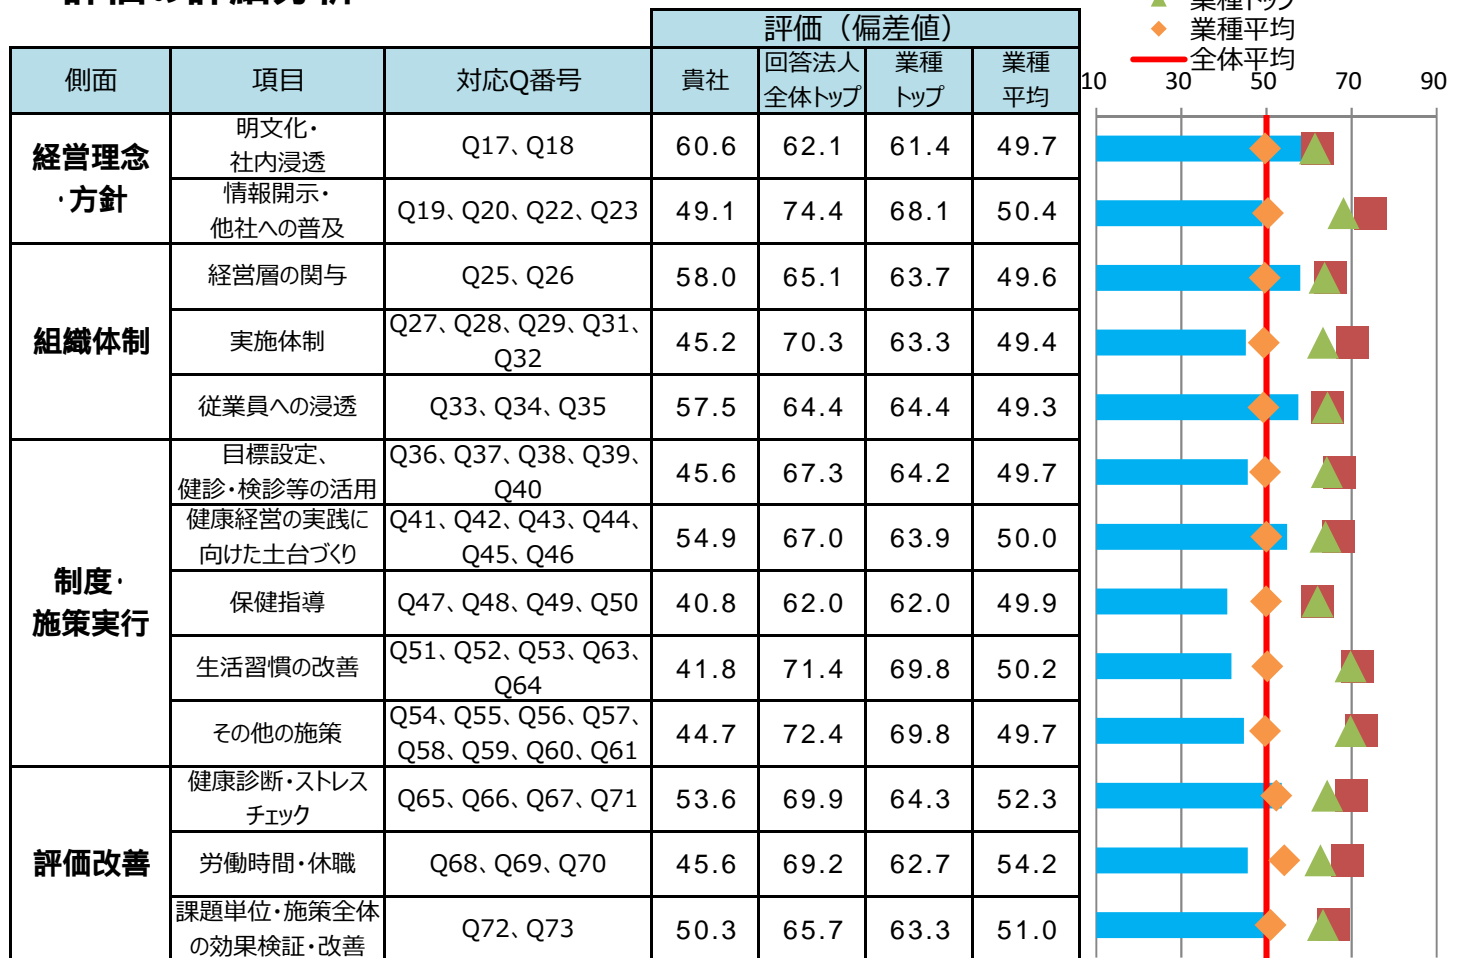 評価の詳細分析
業種トップ
業種平均
全体平均
評価（偏差値）
側面 項目 対応Q番号 貴社 回答法人全体トップ 業種トップ 業種平均
10 30 50 70 90
経営理念・方針
明文化・社内浸透 Q17、Q18 60.6 62.1 61.4 49.7
情報開示・他社への普及 Q19、Q20、Q22、Q23 49.1 74.4 68.1 50.4
組織体制
経営層の関与 Q25、Q26 58.0 65.1 63.7 49.6
実施体制 Q27、Q28、Q29、Q31、Q32 45.2 70.3 63.3 49.4
従業員への浸透 Q33、Q34、Q35 57.5 64.4 64.4 49.3
制度・施策実行
目標設定、健診・検診等の活用 Q36、Q37、Q38、Q39、Q40 45.6 67.3 64.2 49.7
健康経営の実践に向けた土台づくり Q41、Q42、Q43、Q44、Q45、Q46 54.9 67.0 63.9 50.0
保健指導 Q47、Q48、Q49、Q50 40.8 62.0 62.0 49.9
生活習慣の改善 Q51、Q52、Q53、Q63、Q64 41.8 71.4 69.8 50.2
その他の施策 Q54、Q55、Q56、Q57、Q58、Q59、Q60、Q61 44.7 72.4 69.8 49.7
評価改善
健康診断・ストレスチェック Q65、Q66、Q67、Q71 53.6 69.9 64.3 52.3
労働時間・休職 Q68、Q69、Q70 45.6 69.2 62.7 54.2
課題単位・施策全体の効果検証・改善 Q72、Q73 50.3 65.7 63.3 51.0